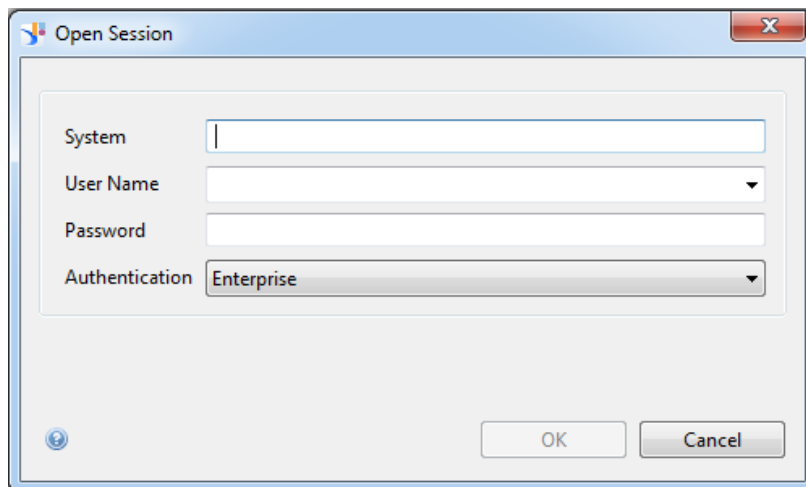 Open Session
System
User Name
Password
Authentication Enterprise
OK Cancel